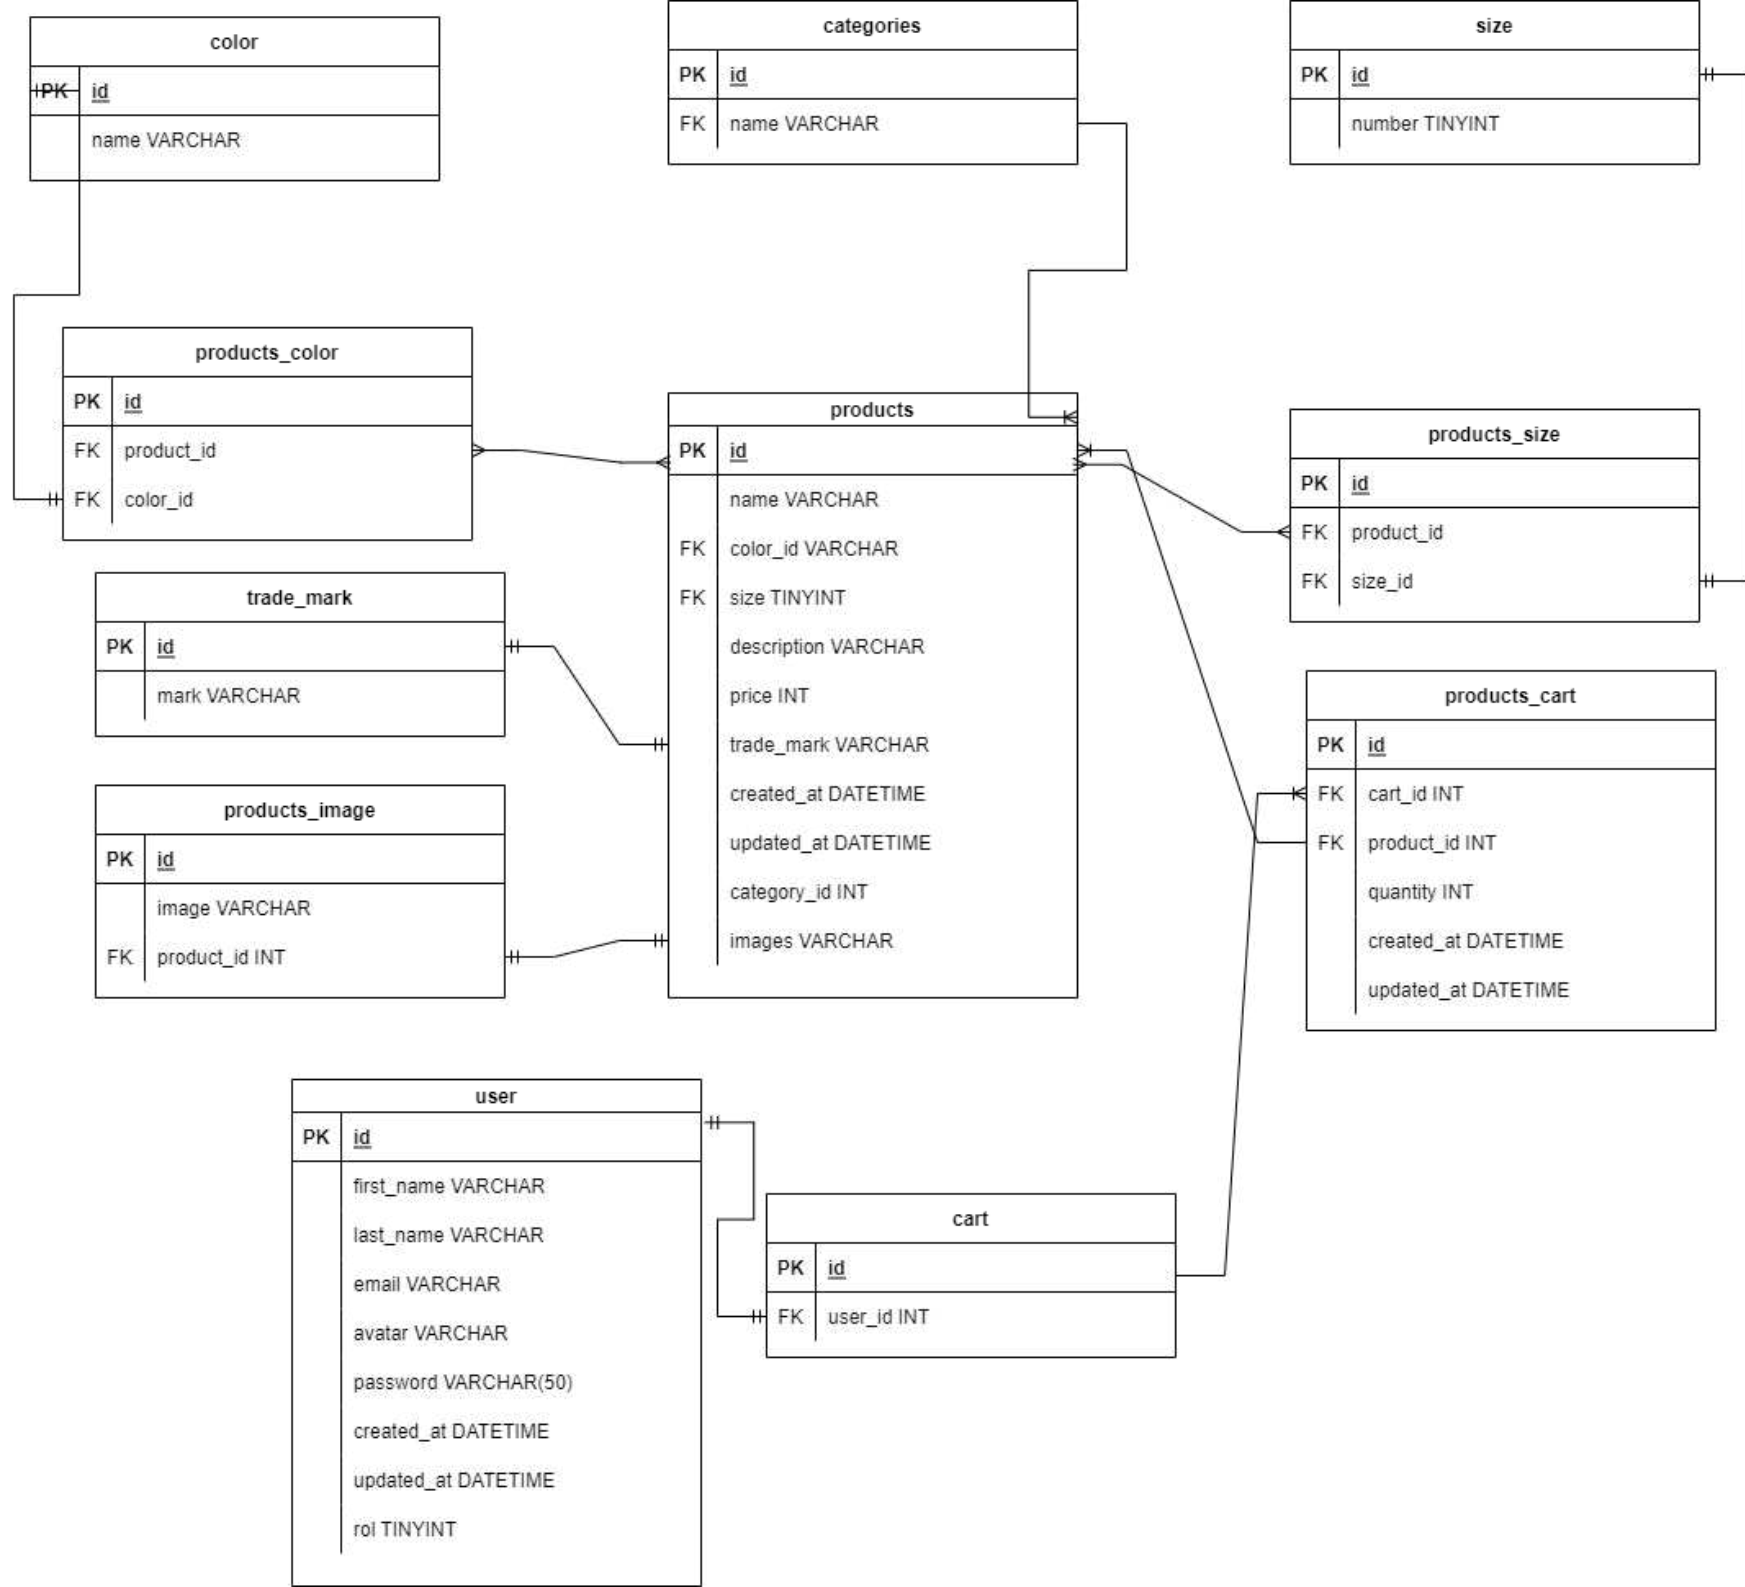 color
PK id
name VARCHAR
categories
PK id
FK name VARCHAR
size
PK id
number TINYINT
products_color
PK id
FK product_id
FK color_id
products
PK id
name VARCHAR
FK color_id VARCHAR
FK size TINYINT
description VARCHAR
price INT
trade_mark VARCHAR
created_at DATETIME
updated_at DATETIME
category_id INT
images VARCHAR
products_size
PK id
FK product_id
FK size_id
trade_mark
PK id
mark VARCHAR
products_image
PK id
image VARCHAR
FK product_id INT
products_cart
PK id
FK cart_id INT
FK product_id INT
quantity INT
created_at DATETIME
updated_at DATETIME
user
PK id
first_name VARCHAR
last_name VARCHAR
email VARCHAR
avatar VARCHAR
password VARCHAR(50)
created_at DATETIME
updated_at DATETIME
rol TINYINT
cart
PK id
FK user_id INT